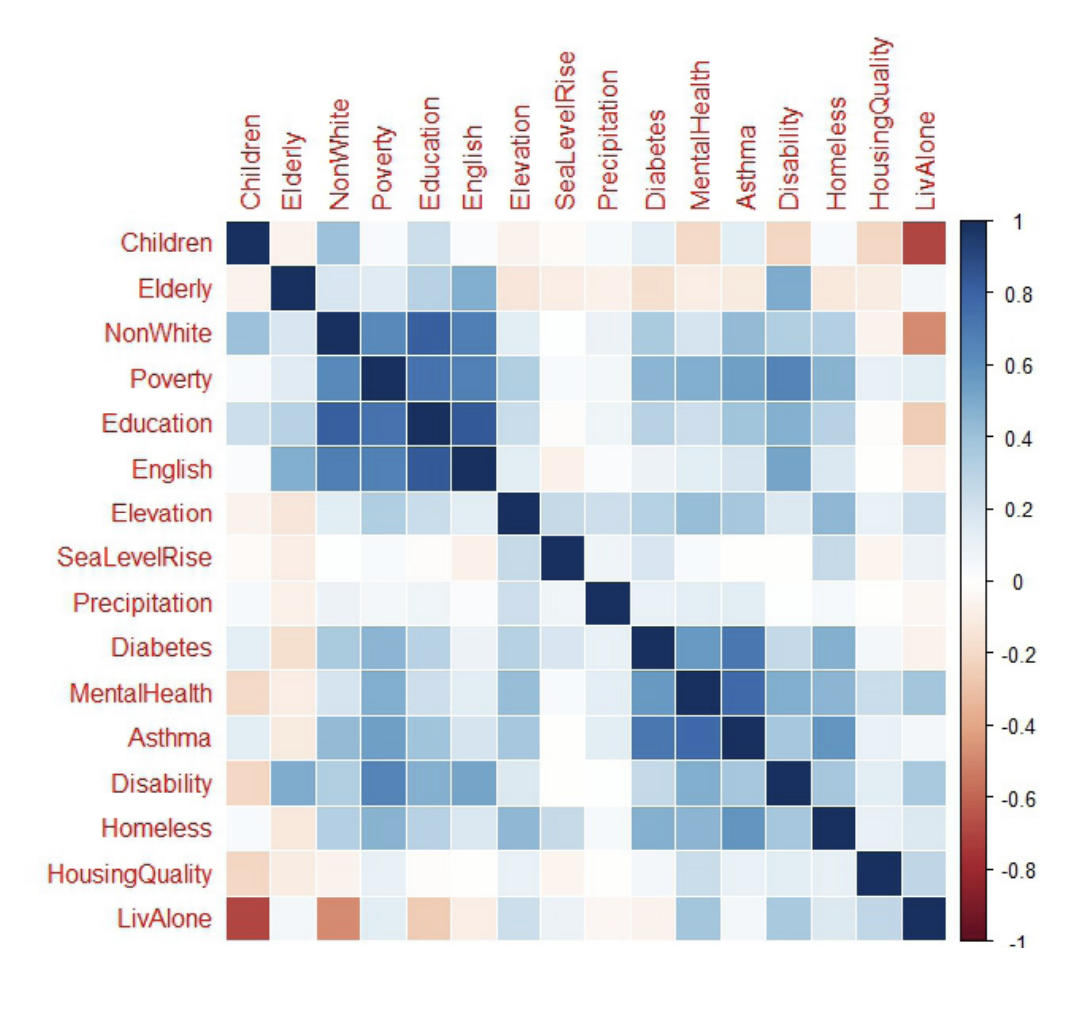 Children
Elderly
NonWhite
Poverty
Education
English
Elevation
SeaLevelRise
Precipitation
Diabetes
MentalHealth
Asthma
Disability
Homeless
HousingQuality
LivAlone
Children
Elderly
NonWhite
Poverty
Education
English
Elevation
SeaLevelRise
Precipitation
Diabetes
MentalHealth
Asthma
Disability
Homeless
HousingQuality
LivAlone
1
0.8
0.6
0.4
0.2
0
-0.2
-0.4
-0.6
-0.8
-1